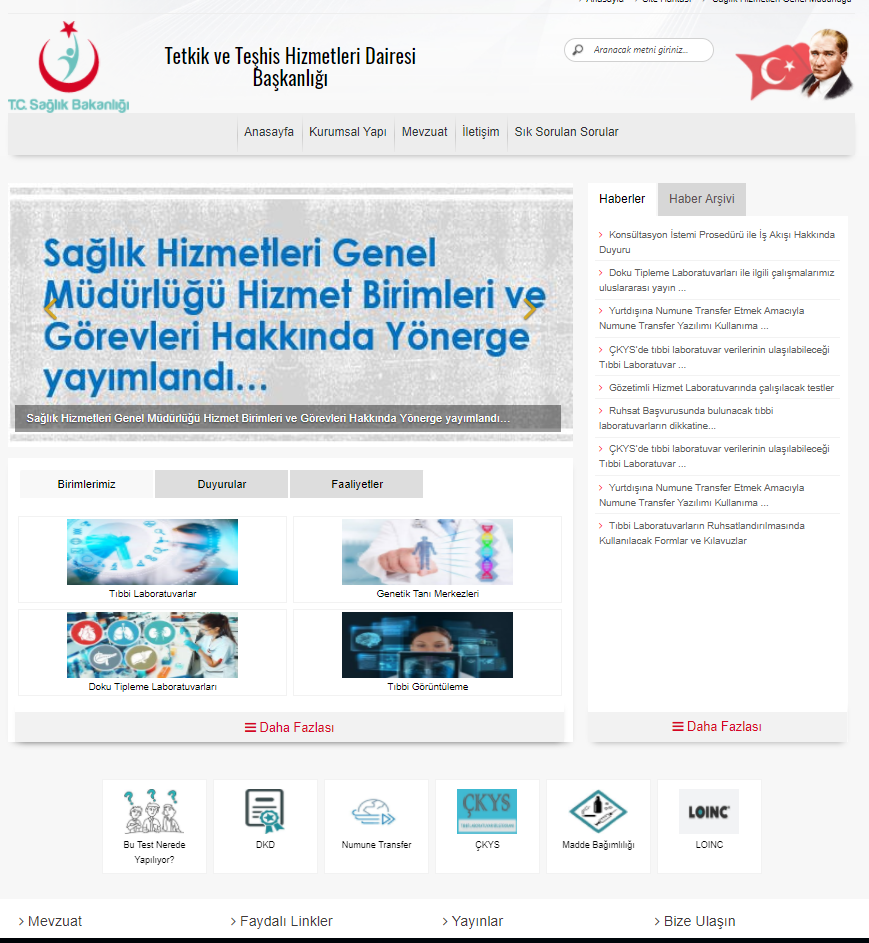 Anasayfa
Site Haritası
Sağlık Hizmetleri Genel Müdürlüğü
T.C. Sağlık Bakanlığı
Tetkik ve Teşhis Hizmetleri Dairesi
Başkanlığı
Aranacak metni giriniz..
Anasayfa
Kurumsal Yapı
Mevzuat
İletişim
Sık Sorulan Sorular
Sağlık Hizmetleri Genel
Müdürlüğü Hizmet Birimleri ve
Görevleri Hakkında Yönerge
yayımlandı...
Sağlık Hizmetleri Genel Müdürlüğü Hizmet Birimleri ve Görevleri Hakkında Yönerge yayımlandı...
Birimlerimiz
Duyurular
Faaliyetler
Tıbbi Laboratuvarlar
Genetik Tanı Merkezleri
Doku Tipleme Laboratuvarları
Tıbbi Görüntüleme
Daha Fazlası
Haberler
Haber Arşivi
Konsültasyon İstemi Prosedürü ile İş Akışı Hakkında
Duyuru
Doku Tipleme Laboratuvarları ile ilgili çalışmalarımız
uluslararası yayın ...
Yurtdışına Numune Transfer Etmek Amacıyla
Numune Transfer Yazılımı Kullanıma ...
ÇKYS'de tıbbi laboratuvar verilerinin ulaşılabileceği
Tıbbi Laboratuvar ...
Gözetimli Hizmet Laboratuvarında çalışılacak testler
Ruhsat Başvurusunda bulunacak tıbbi
laboratuvarların dikkatine...
ÇKYS'de tıbbi laboratuvar verilerinin ulaşılabileceği
Tıbbi Laboratuvar ...
Yurtdışına Numune Transfer Etmek Amacıyla
Numune Transfer Yazılımı Kullanıma ...
Tıbbi Laboratuvarların Ruhsatlandırılmasında
Kullanılacak Formlar ve Kılavuzlar
Daha Fazlası
Bu Test Nerede
Yapılıyor?
DKD
Numune Transfer
ÇKYS
ÇKYS
Madde Bağımlılığı
LOINC
LOINC
Mevzuat
Faydalı Linkler
Yayınlar
Bize Ulaşın